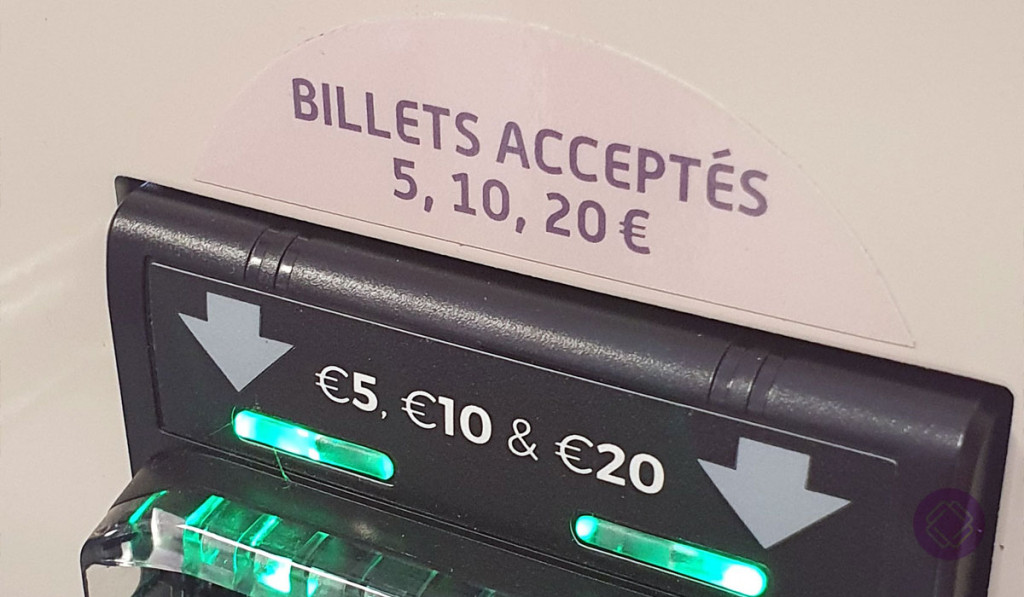 BILLETS ACCEPTÉS
5, 10, 20 €
€5, €10 & €20